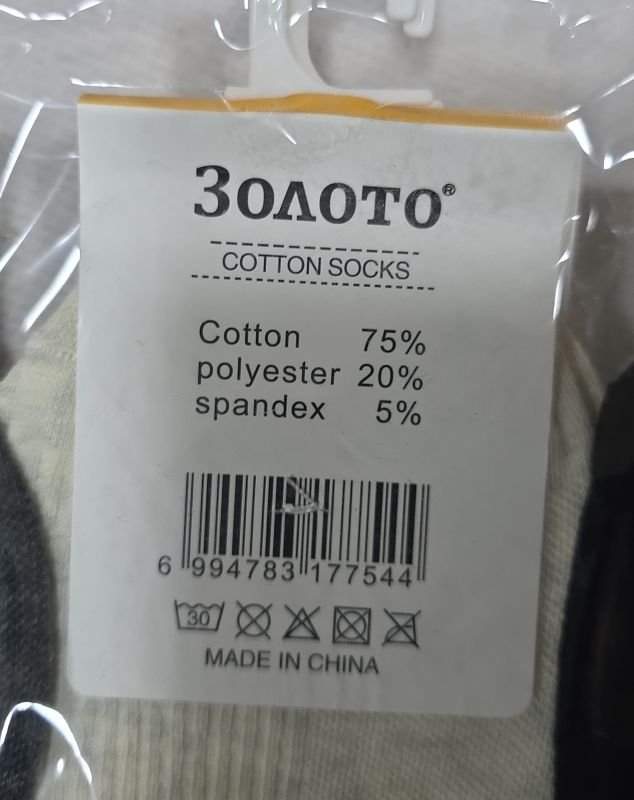 Золото®
COTTON SOCKS
Cotton 75%
polyester 20%
spandex 5%
6 994783 177544
30
MADE IN CHINA